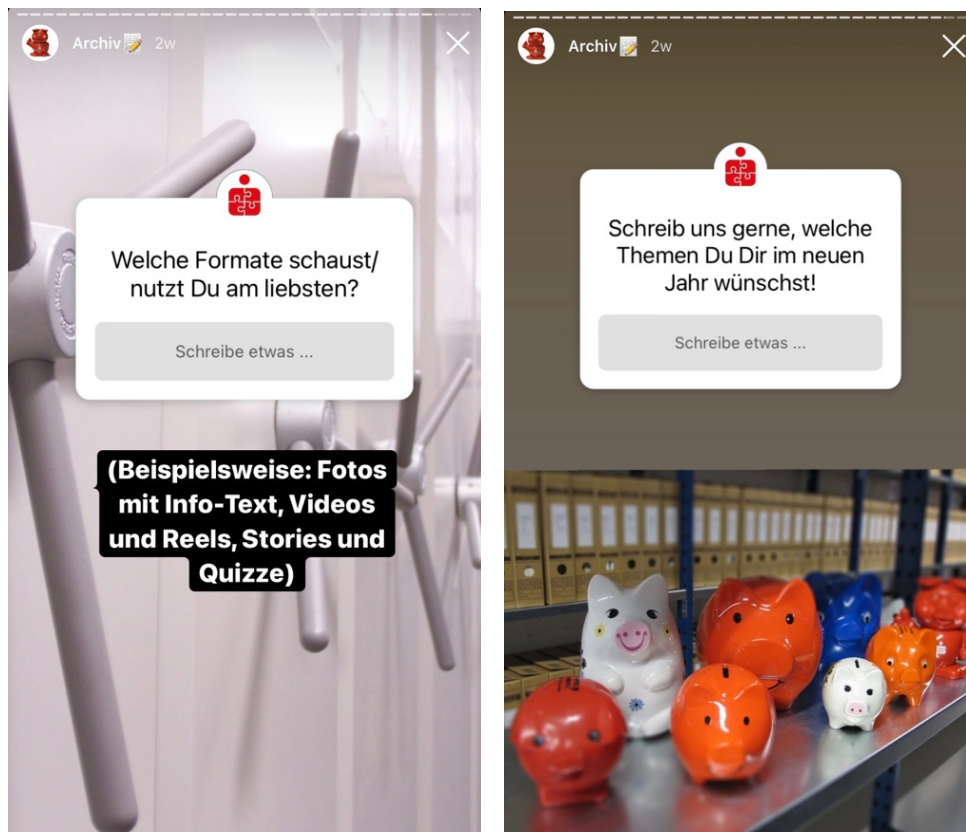 Archiv📝 2w
Welche Formate schaust/
nutzt Du am liebsten?
Schreibe etwas ...
(Beispielsweise: Fotos
mit Info-Text, Videos
und Reels, Stories und
Quizze)
Archiv📝 2w
Schreib uns gerne, welche
Themen Du Dir im neuen
Jahr wünschst!
Schreibe etwas ...